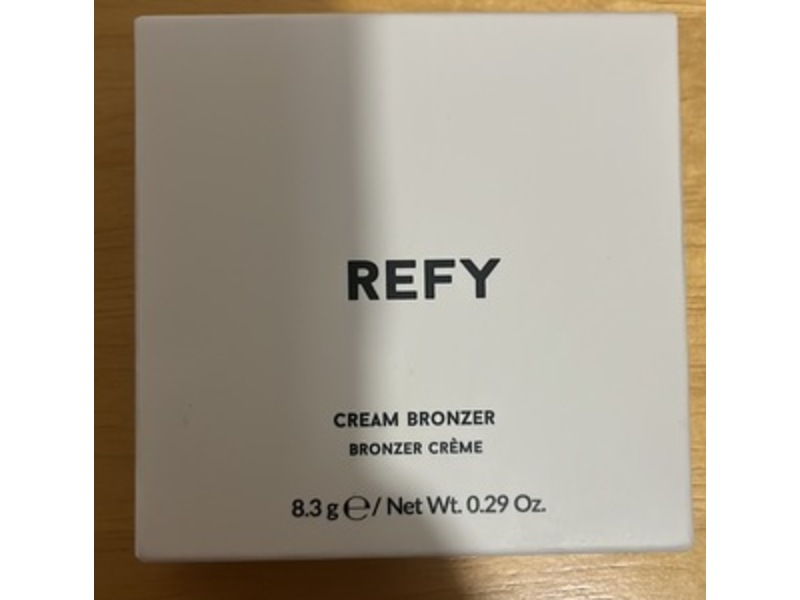 REFY
CREAM BRONZER
BRONZER CRÈME
8.3 g ℮/ Net Wt. 0.29 Oz.